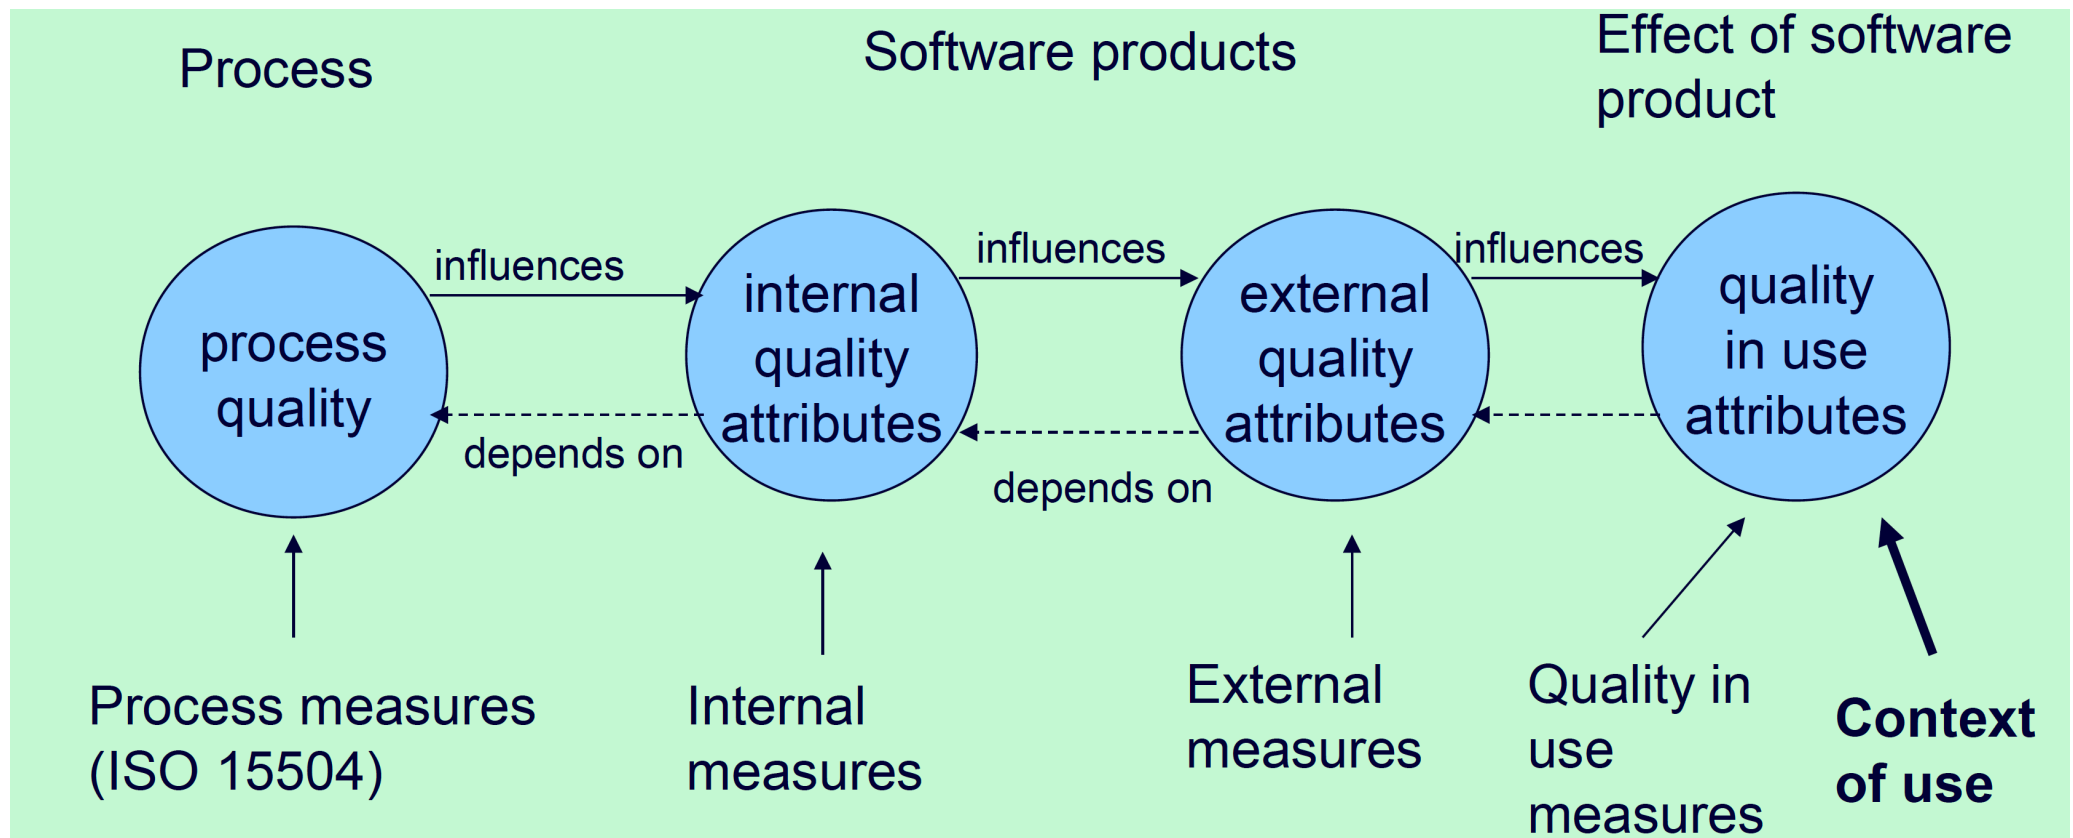 Process
Software products
Effect of software
product
influences
influences
influences
process
quality
internal
quality
attributes
external
quality
attributes
quality
in use
attributes
depends on
depends on
Process measures
(ISO 15504)
Internal
measures
External
measures
Quality in
use
measures
Context
of use